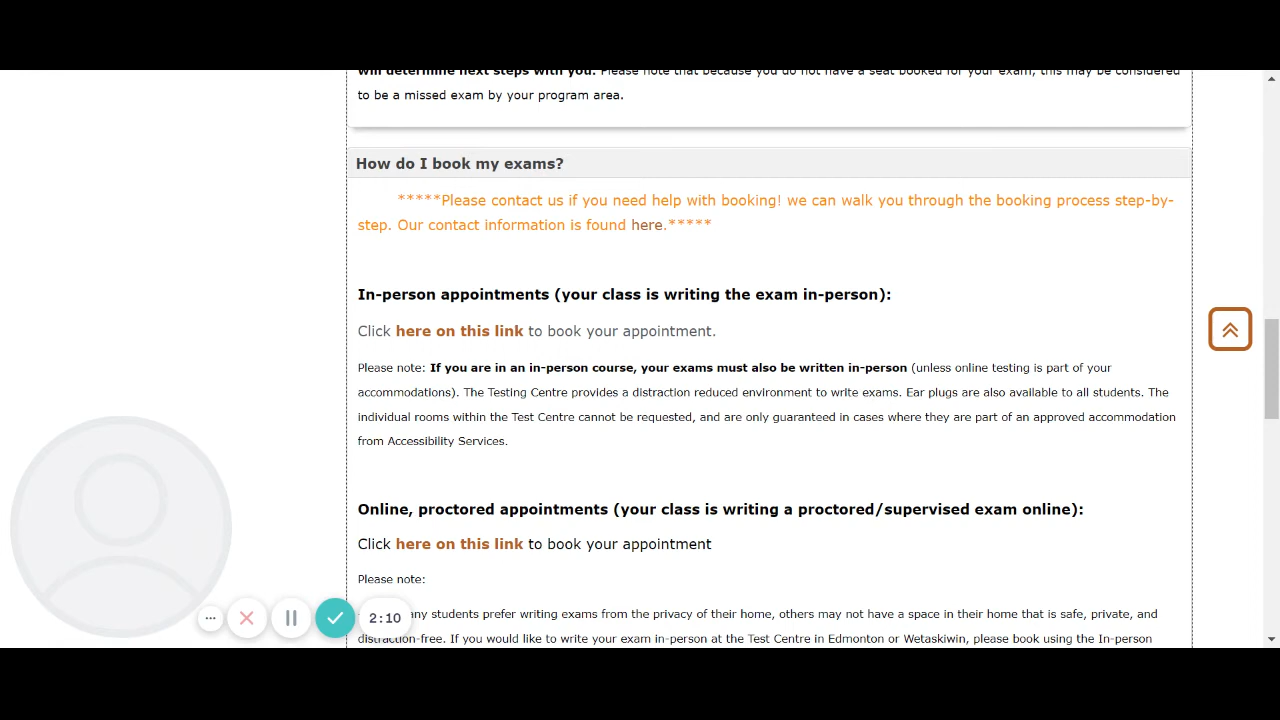 will determine next steps with you. Please note that because you do not have a seat booked for your exam, this may be considered
to be a missed exam by your program area.
How do I book my exams?
*****Please contact us if you need help with booking! we can walk you through the booking process step-by-
step. Our contact information is found here.*****
In-person appointments (your class is writing the exam in-person):
Click here on this link to book your appointment.
Please note: If you are in an in-person course, your exams must also be written in-person (unless online testing is part of your
accommodations). The Testing Centre provides a distraction reduced environment to write exams. Ear plugs are also available to all students. The
individual rooms within the Test Centre cannot be requested, and are only guaranteed in cases where they are part of an approved accommodation
from Accessibility Services.
Online, proctored appointments (your class is writing a proctored/supervised exam online):
Click here on this link to book your appointment
Please note:
any students prefer writing exams from the privacy of their home, others may not have a space in their home that is safe, private, and
distraction-free. If you would like to write your exam in-person at the Test Centre in Edmonton or Wetaskiwin, please book using the In-person
2:10